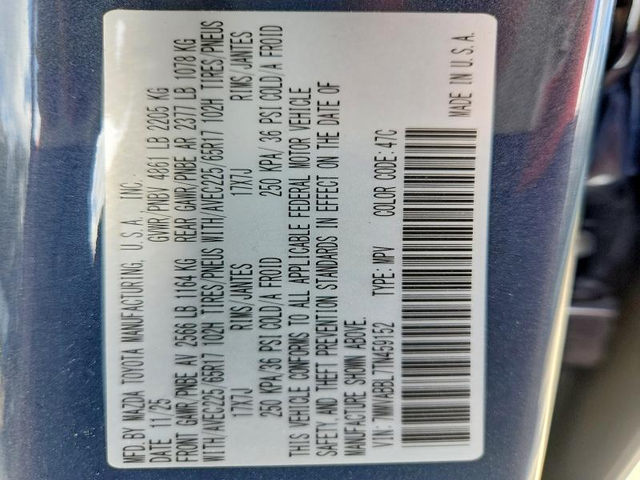 MFD. BY MAZDA TOYOTA MANUFACTURING, U.S.A., INC.
DATE 11/25 GVWR/PNBV 4861 LB 2205 KG
FRONT GAWR/PNBE AV 2566 LB 1164 KG REAR GAWR/PNBE AR 2377 LB 1078 KG
WITH/AVEC225/65R17 102H TIRES/PNEUS WITH/AVEC225/65R17 102H TIRES/PNEUS
17X7J RIMS/JANTES 17X7J RIMS/JANTES
250 KPA/36 PSI COLD/A FROID 250 KPA/36 PSI COLD/A FROID
THIS VEHICLE CONFORMS TO ALL APPLICABLE FEDERAL MOTOR VEHICLE
SAFETY AND THEFT PREVENTION STANDARDS IN EFFECT ON THE DATE OF
MANUFACTURE SHOWN ABOVE.
VIN: 7MMVABBL7TN459152 TYPE: MPV COLOR CODE: 47C
MADE IN U.S.A.